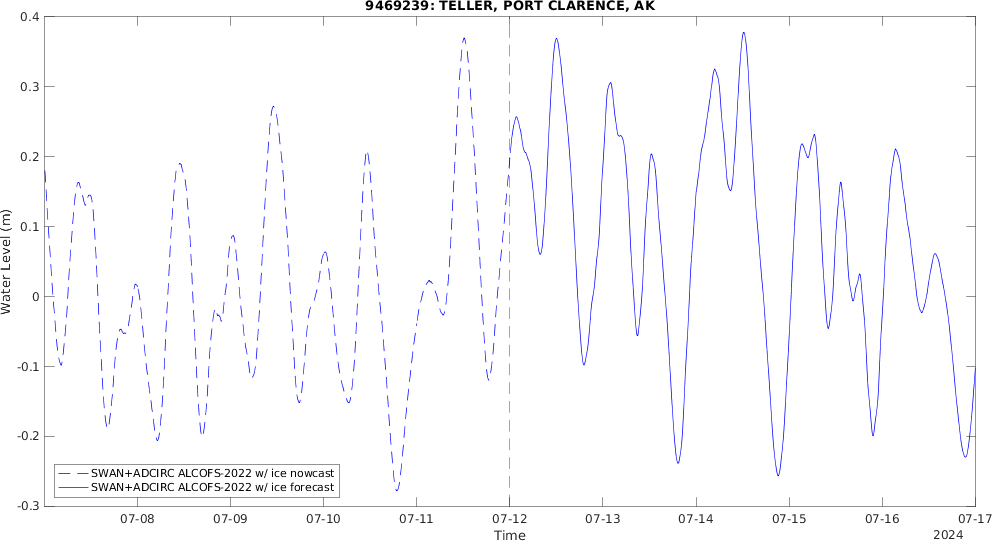 9469239: TELLER, PORT CLARENCE, AK
0.4
0.3
0.2
0.1
0
-0.1
-0.2
-0.3
Water Level (m)
SWAN+ADCIRC ALCOFS-2022 w/ ice nowcast
SWAN+ADCIRC ALCOFS-2022 w/ ice forecast
07-08 07-09 07-10 07-11 07-12 07-13 07-14 07-15 07-16 07-17
Time
2024